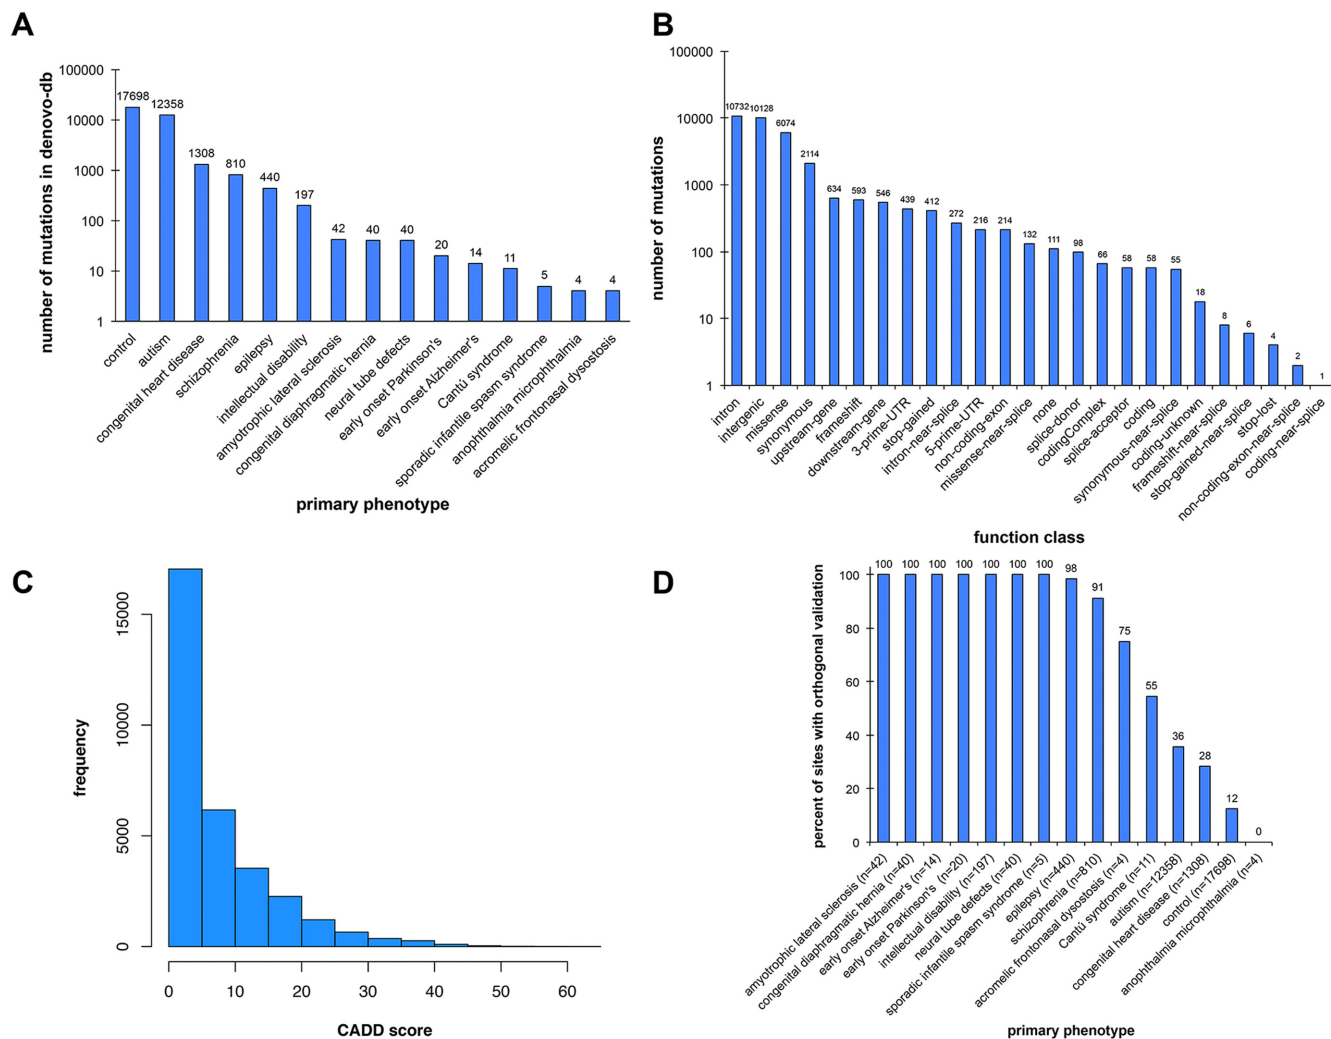 A
number of mutations in denovo-db
100000
10000
1000
100
10
1
17698
12358
1308
810
440
197
42
40
40
20
14
11
5
4
4
control
autism
congenital heart disease
schizophrenia
epilepsy
intellectual disability
amyotrophic lateral sclerosis
congenital diaphragmatic hernia
neural tube defects
early onset Parkinson's
early onset Alzheimer's
Cantú syndrome
sporadic infantile spasm syndrome
anophthalmia microphthalmia
acromelic frontonasal dysostosis
primary phenotype
B
number of mutations
100000
10000
1000
100
10
1
10732
10128
6074
2114
634
593
546
439
412
272
216
214
132
111
98
66
58
58
55
18
8
6
4
2
1
intron
intergenic
missense
synonymous
upstream-gene
frameshift
downstream-gene
3-prime-UTR
stop-gained
intron-near-splice
5-prime-UTR
non-coding-exon
missense-near-splice
none
splice-donor
codingComplex
splice-acceptor
coding
synonymous-near-splice
coding-unknown
frameshift-near-splice
stop-gained-near-splice
stop-lost
non-coding-exon-near-splice
coding-near-splice
function class
C
frequency
15000
10000
5000
0
0
10
20
30
40
50
60
CADD score
D
percent of sites with orthogonal validation
100
80
60
40
20
0
100
100
100
100
100
100
100
98
91
75
55
36
28
12
0
amyotrophic lateral sclerosis (n=42)
congenital diaphragmatic hernia (n=40)
early onset Alzheimer's (n=14)
early onset Parkinson's (n=20)
intellectual disability (n=197)
neural tube defects (n=40)
sporadic infantile spasm syndrome (n=5)
epilepsy (n=440)
schizophrenia (n=810)
acromelic frontonasal dysostosis (n=4)
Cantú syndrome (n=11)
autism (n=12358)
congenital heart disease (n=1308)
control (n=17698)
anophthalmia microphthalmia (n=4)
primary phenotype